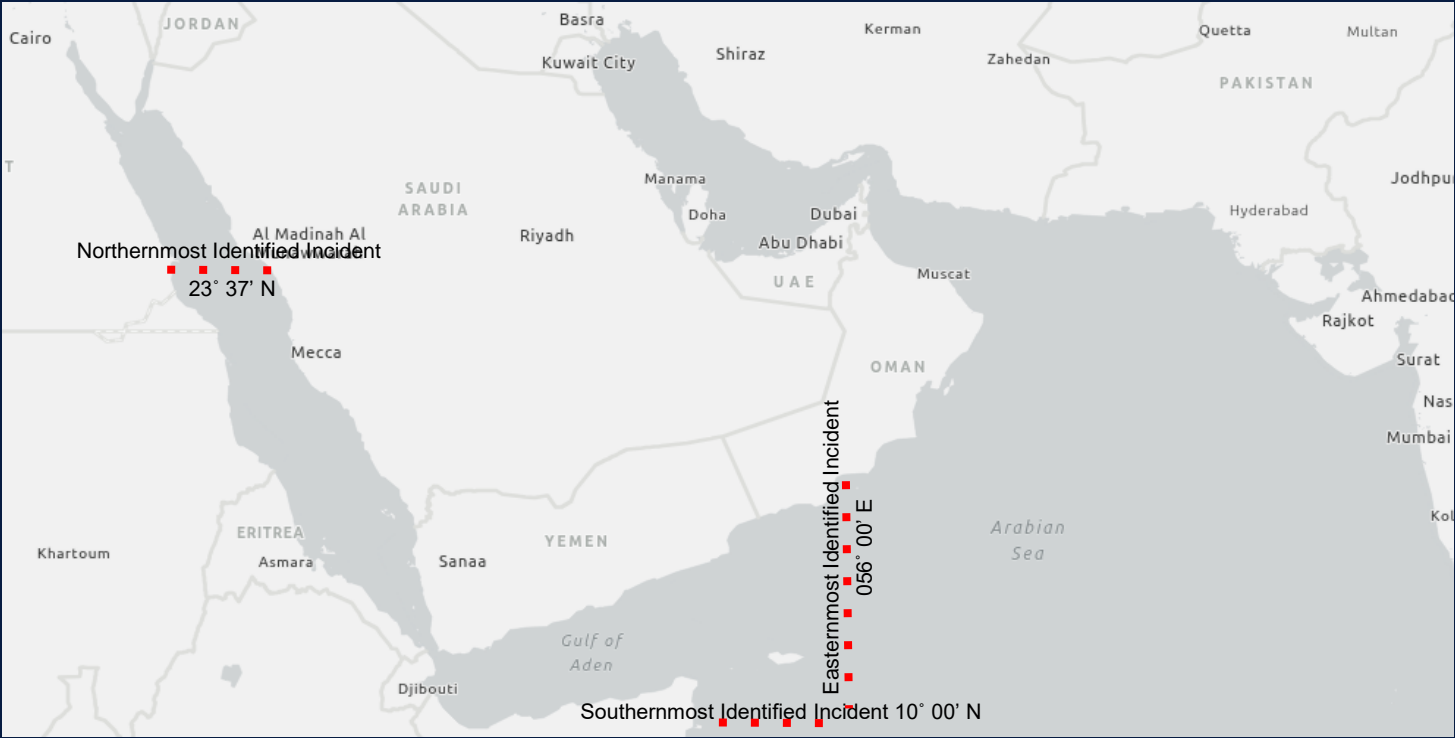 Basra
JORDAN
Kerman
Quetta
Multan
Cairo
Shiraz
Zahedan
Kuwait City
PAKISTAN
T
Manama
Jodhpu
SAUDI
ARABIA
Hyderabad
Doha
Dubai
Al Madinah Al
Riyadh
Abu Dhabi
Northernmost Identified Incident
Muscat
UAE
23° 37’ N
Ahmedabad
Rajkot
Mecca
Surat
OMAN
Nas
Mumbai
Easternmost Identified Incident
056° 00’ E
Kol
Arabian
Sea
ERITREA
YEMEN
Khartoum
Asmara
Sanaa
Gulf of
Aden
Djibouti
Southernmost Identified Incident 10° 00’ N